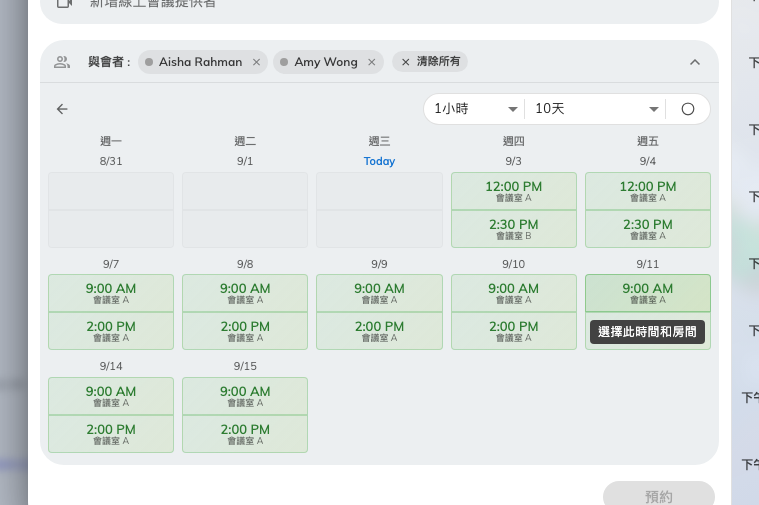 新增線上會議提供者
與會者 : Aisha Rahman Amy Wong 清除所有
1小時 10天
週一 週二 週三 週四 週五
8/31 9/1 Today 9/3 9/4
12:00 PM 12:00 PM
會議室 A 會議室 A
2:30 PM 2:30 PM
會議室 B 會議室 A
9/7 9/8 9/9 9/10 9/11
9:00 AM 9:00 AM 9:00 AM 9:00 AM 9:00 AM
會議室 A 會議室 A 會議室 A 會議室 A 會議室 A
2:00 PM 2:00 PM 2:00 PM 2:00 PM
會議室 A 會議室 A 會議室 A 會議室 A
選擇此時間和房間
9/14 9/15
9:00 AM 9:00 AM
會議室 A 會議室 A
2:00 PM 2:00 PM
會議室 A 會議室 A
預約
下
下
下
下
下
下
下午
下午